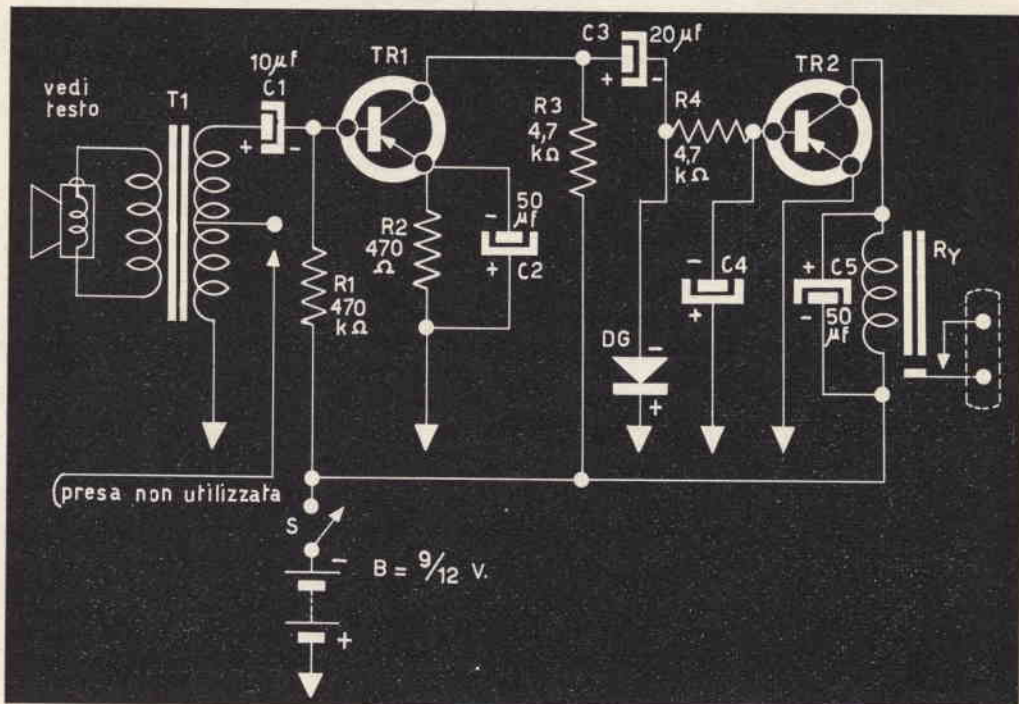 vedi
testo
T1
10µf
C1
+ -
TR1
R1
470
kΩ
R2
470
Ω
-
50
µf
+
C2
C3
20µf
+ -
R3
4,7
kΩ
R4
4,7
kΩ
TR2
DG
-
+
-
C4
+
+
C5
-
50
µf
RY
(presa non utilizzata
S
-
B = 9/12 V.
+